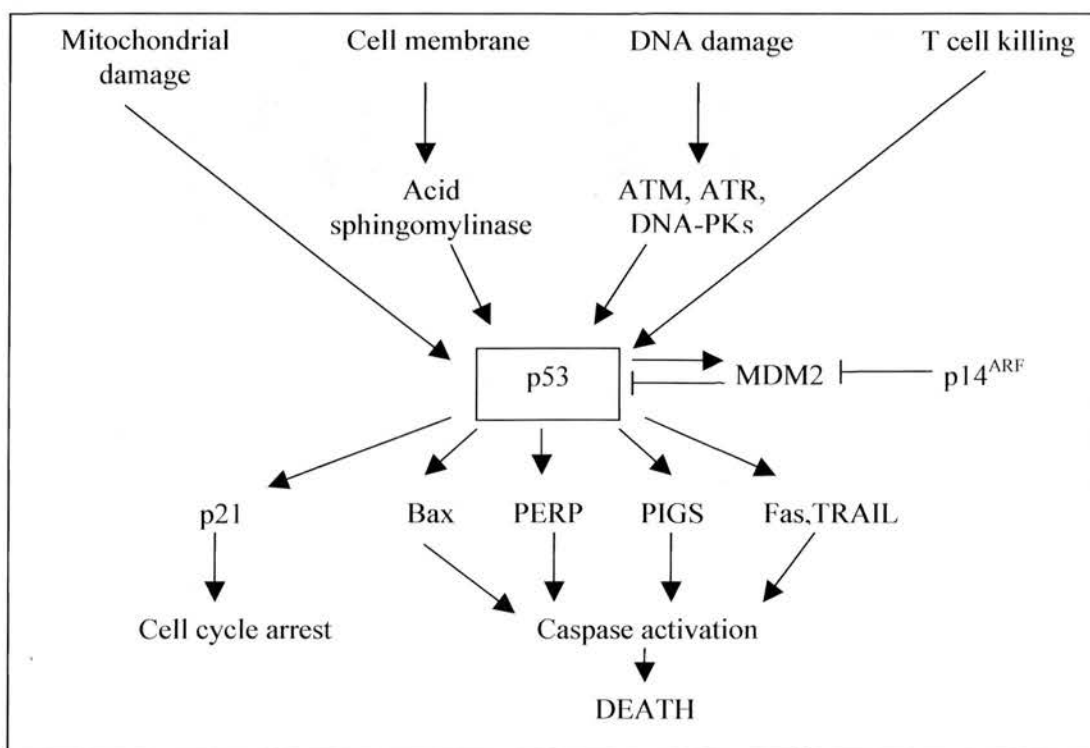 Mitochondrial
damage
Cell membrane
DNA damage
T cell killing
Acid
sphingomylinase
ATM, ATR,
DNA-PKs
p53
MDM2
p14ARF
p21
Bax
PERP
PIGS
Fas,TRAIL
Cell cycle arrest
Caspase activation
DEATH